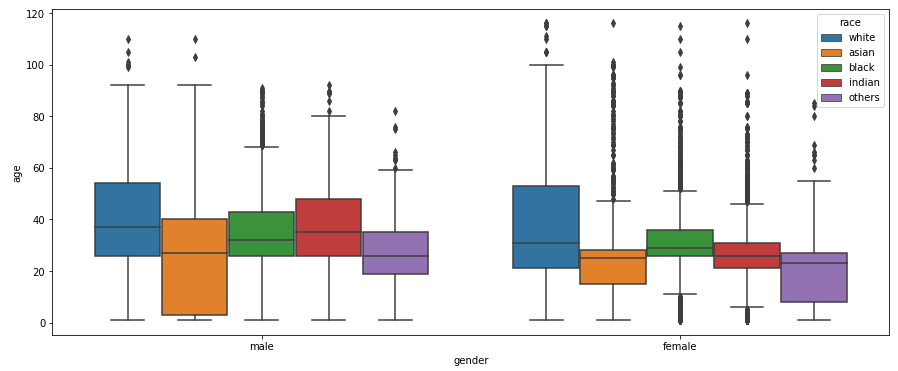 120
100
80
60
40
20
0
age
male
female
gender
race
white
asian
black
indian
others